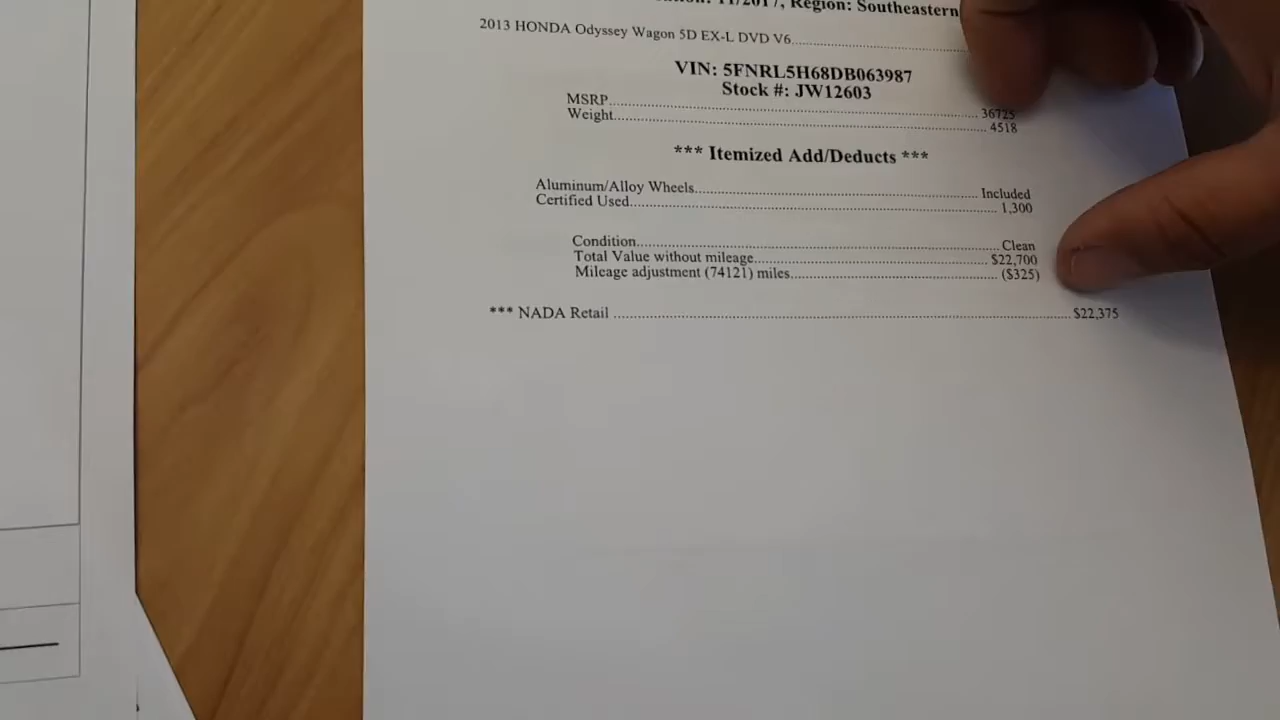 11/2017, Region: Southeastern
2013 HONDA Odyssey Wagon 5D EX-L DVD V6
VIN: 5FNRL5H68DB063987
Stock #: JW12603
MSRP 36725
Weight 4518
*** Itemized Add/Deducts ***
Aluminum/Alloy Wheels Included
Certified Used 1,300
Condition Clean
Total Value without mileage $22,700
Mileage adjustment (74121) miles ($325)
*** NADA Retail $22,375